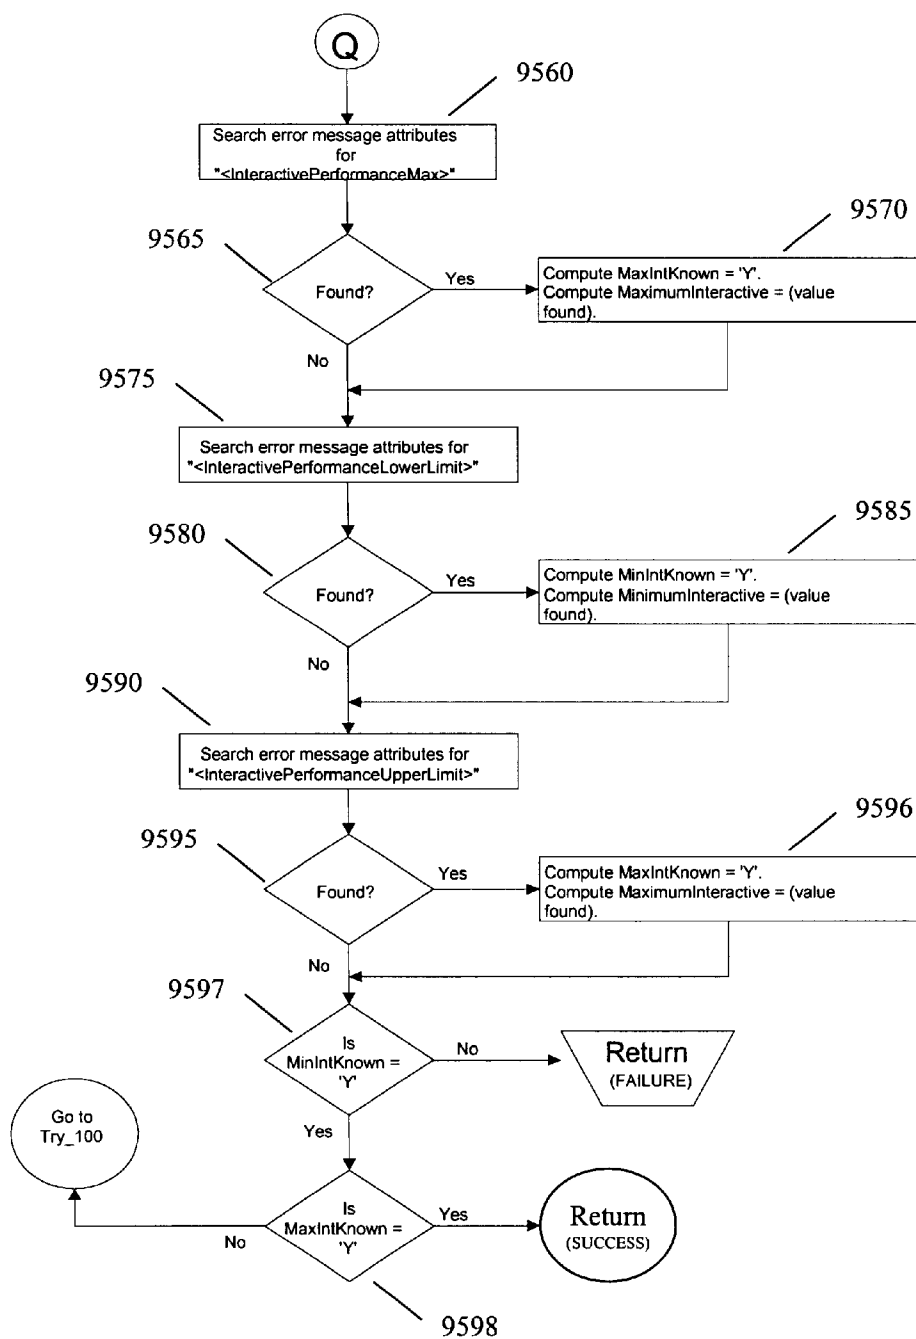 Q
9560
Search error message attributes
for
"<InteractivePerformanceMax>"
9565
9570
Found?
Yes
Compute MaxIntKnown = 'Y'.
Compute MaximumInteractive = (value
found).
No
9575
Search error message attributes for
"<InteractivePerformanceLowerLimit>"
9580
9585
Found?
Yes
Compute MinIntKnown = 'Y'.
Compute MinimumInteractive = (value
found).
No
9590
Search error message attributes for
"<InteractivePerformanceUpperLimit>"
9595
9596
Found?
Yes
Compute MaxIntKnown = 'Y'.
Compute MaximumInteractive = (value
found).
No
9597
Is
MinIntKnown =
'Y'
No
Return
(FAILURE)
Yes
Go to
Try_100
Is
MaxIntKnown =
'Y'
No
Yes
Return
(SUCCESS)
9598